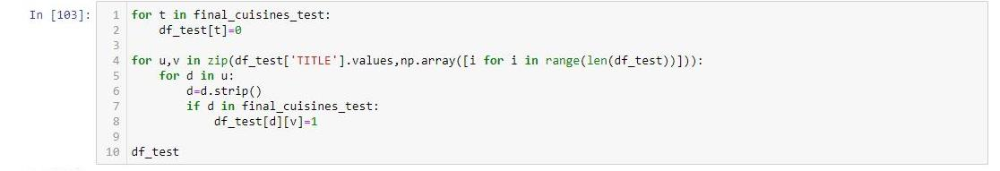 In [103]:
1 for t in final_cuisines_test:
2     df_test[t]=0
3
4 for u,v in zip(df_test['TITLE'].values,np.array([i for i in range(len(df_test))])):
5     for d in u:
6         d=d.strip()
7         if d in final_cuisines_test:
8             df_test[d][v]=1
9
10 df_test